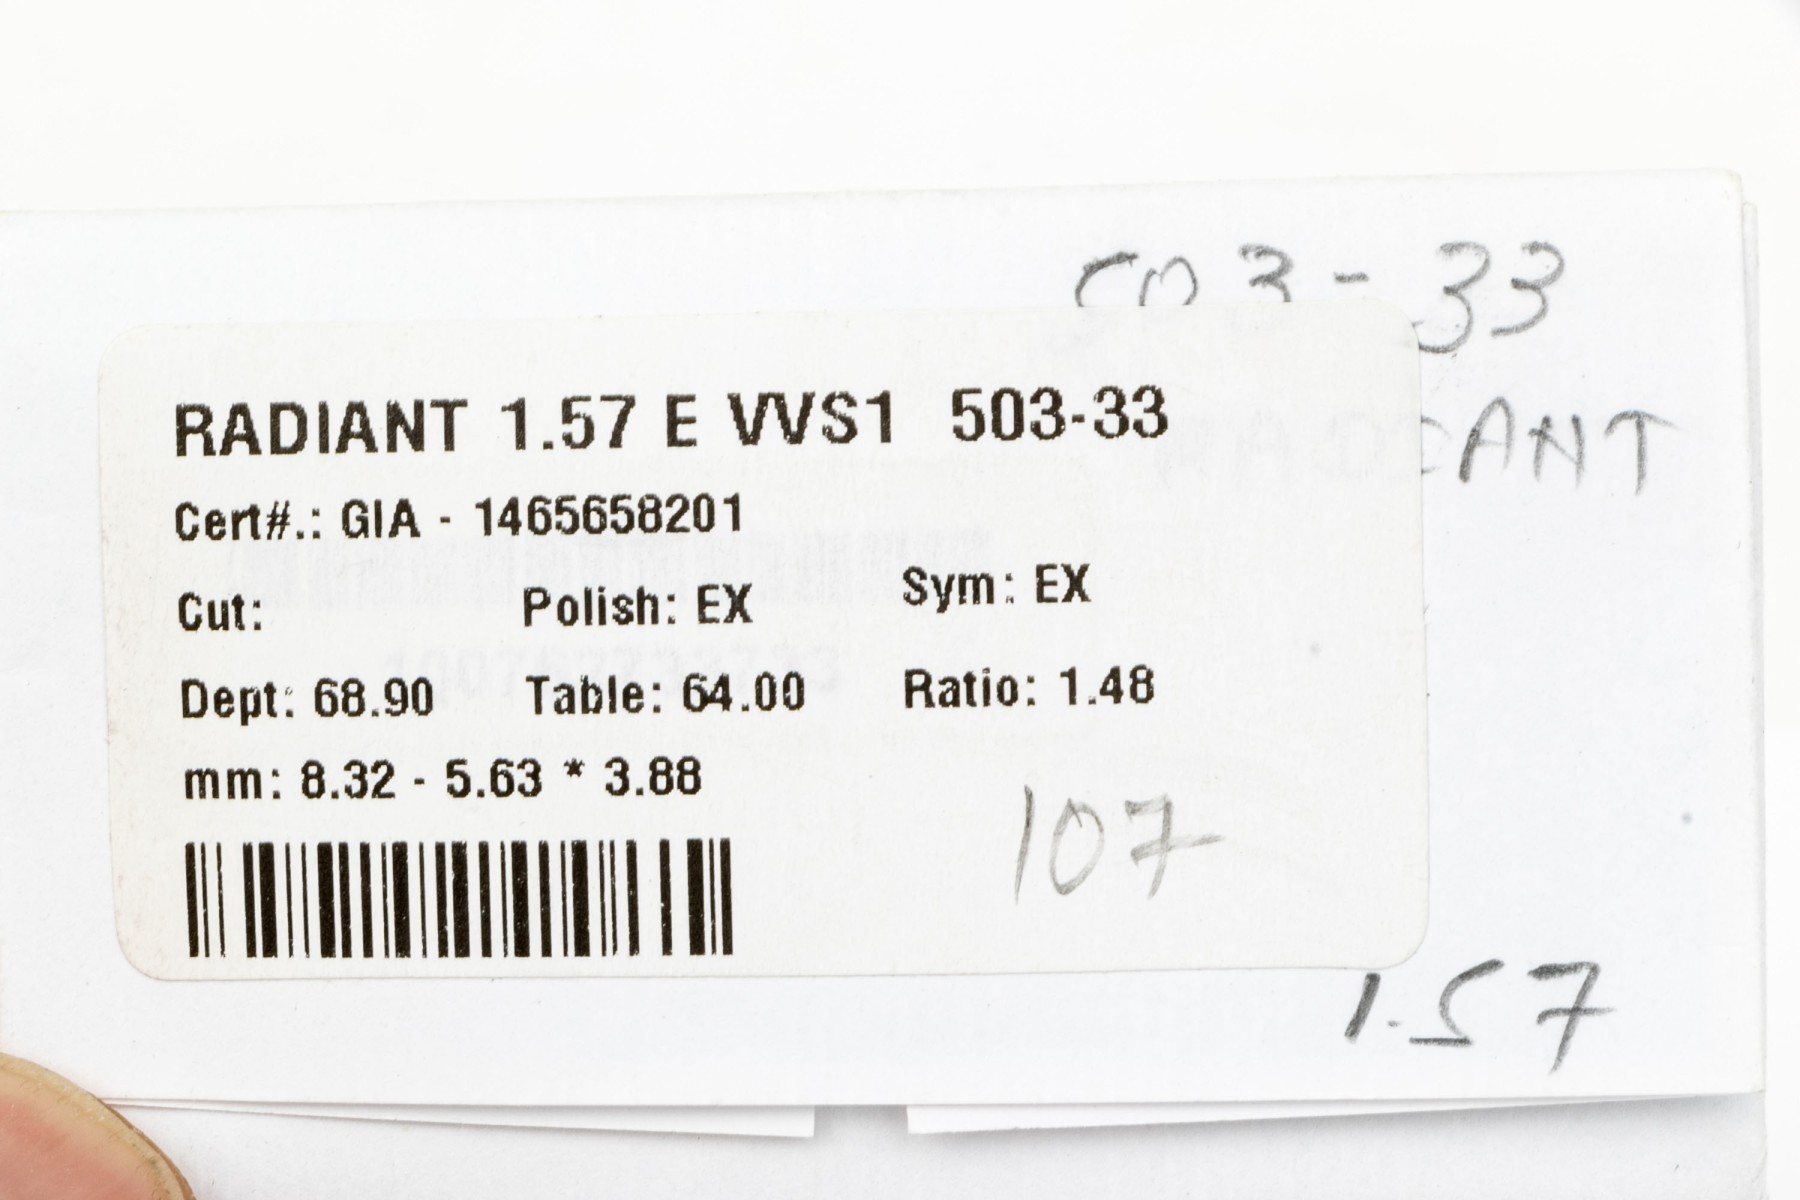 503-33
RADIANT
RADIANT 1.57 E VVS1 503-33
Cert#.: GIA - 1465658201
Cut: Polish: EX Sym: EX
Dept: 68.90 Table: 64.00 Ratio: 1.48
mm: 8.32 - 5.63 * 3.88
107
1.57